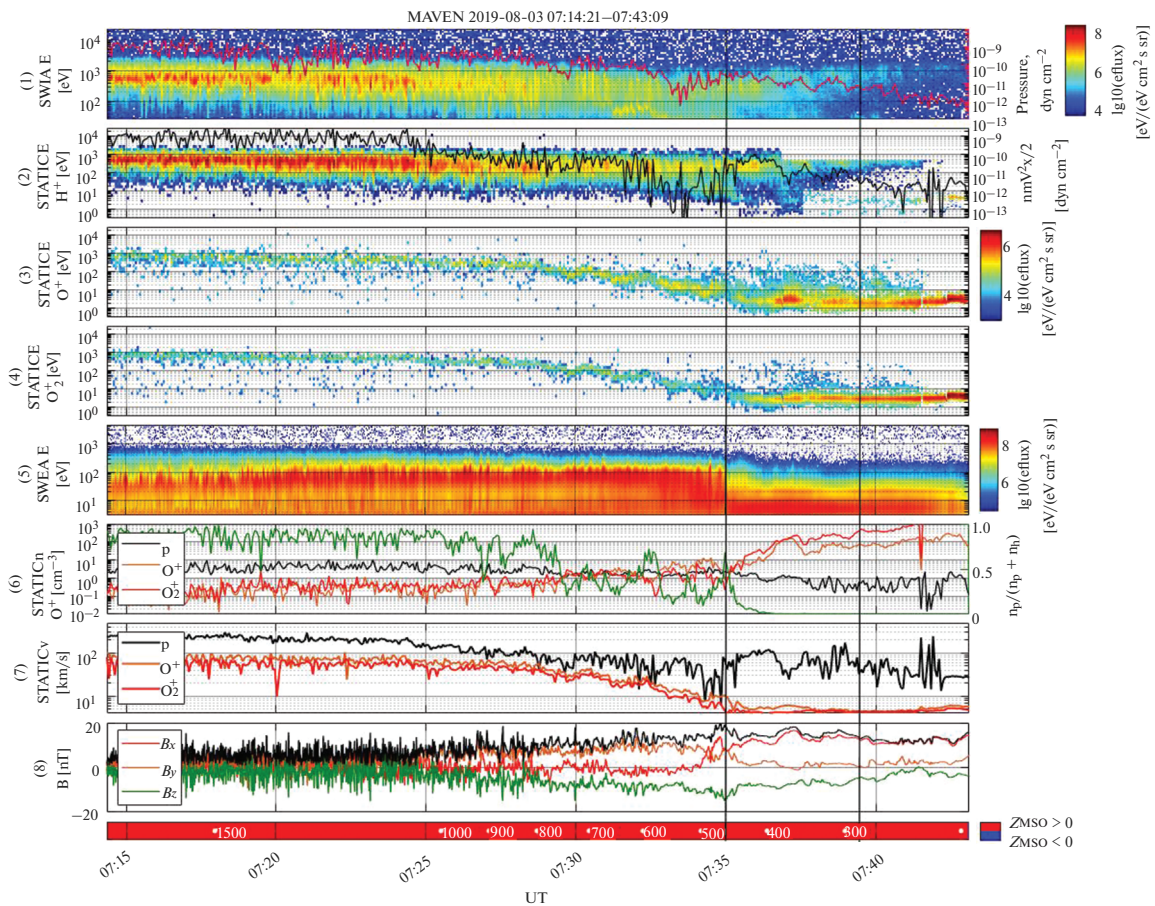 MAVEN 2019-08-03 07:14:21–07:43:09
(1)
SWIA E
[eV]
10^4
10^3
10^2
10^-9
10^-10
10^-11
10^-12
10^-13
Pressure,
dyn cm^-2
8
6
4
lg10(eflux)
[eV/(eV cm^2 s sr)]
(2)
STATICE
H^+ [eV]
10^4
10^3
10^2
10^1
10^0
10^-9
10^-10
10^-11
10^-12
10^-13
nmV^2x/2
[dyn cm^-2]
(3)
STATICE
O^+ [eV]
10^4
10^3
10^2
10^1
10^0
6
4
lg10(eflux)
[eV/(eV cm^2 s sr)]
(4)
STATICE
O2^+ [eV]
10^4
10^3
10^2
10^1
10^0
(5)
SWEA E
[eV]
10^3
10^2
10^1
8
6
lg10(eflux)
[eV/(eV cm^2 s sr)]
(6)
STATICn
O^+ [cm^-3]
10^3
10^2
10^1
10^0
10^-1
10^-2
p
O^+
O2^+
1.0
0.5
0
n_p/(n_p + n_h)
(7)
STATICv
[km/s]
10^2
10^1
p
O^+
O2^+
(8)
B [nT]
20
0
−20
Bx
By
Bz
1500 1000 900 800 700 600 500 400 300
ZMSO > 0
ZMSO < 0
07:15 07:20 07:25 07:30 07:35 07:40
UT